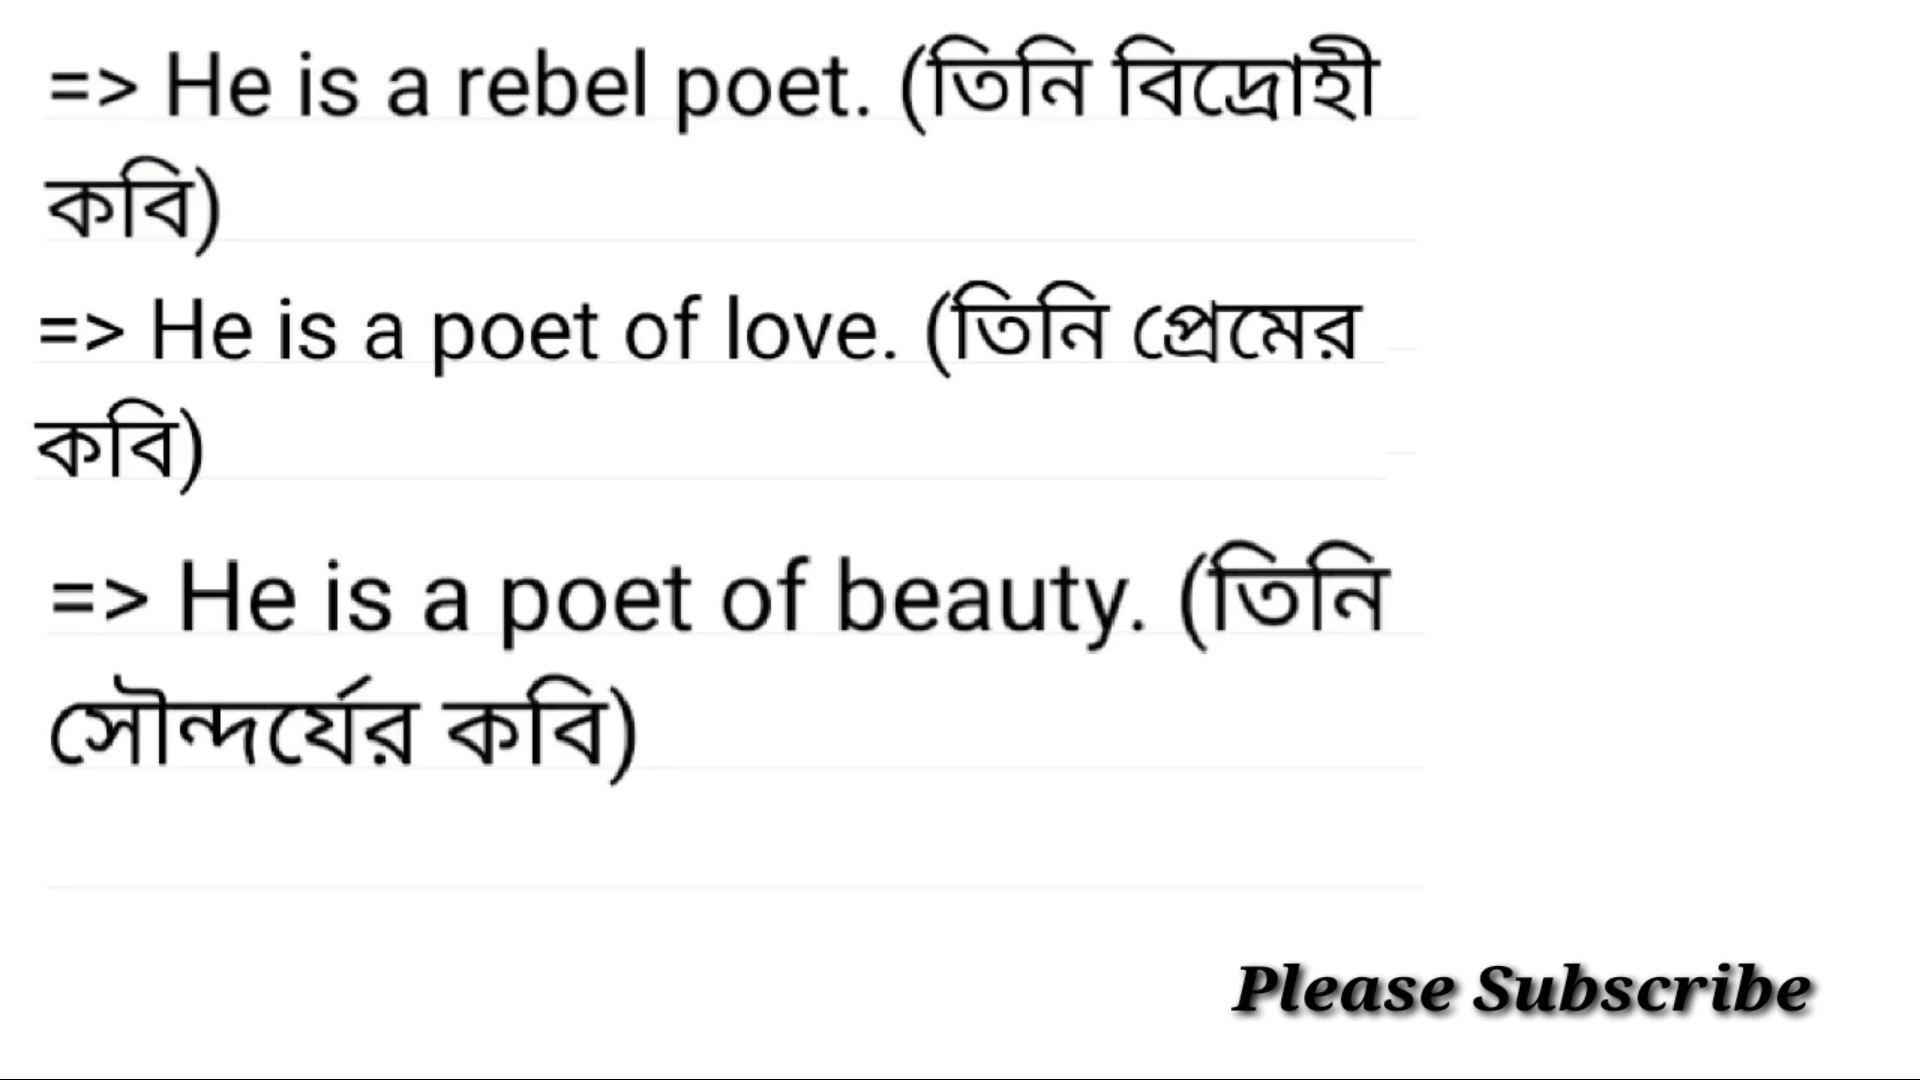 => He is a rebel poet. (তিনি বিদ্রোহী
কবি)
=> He is a poet of love. (তিনি প্রেমের
কবি)
=> He is a poet of beauty. (তিনি
সৌন্দর্যের কবি)
Please Subscribe